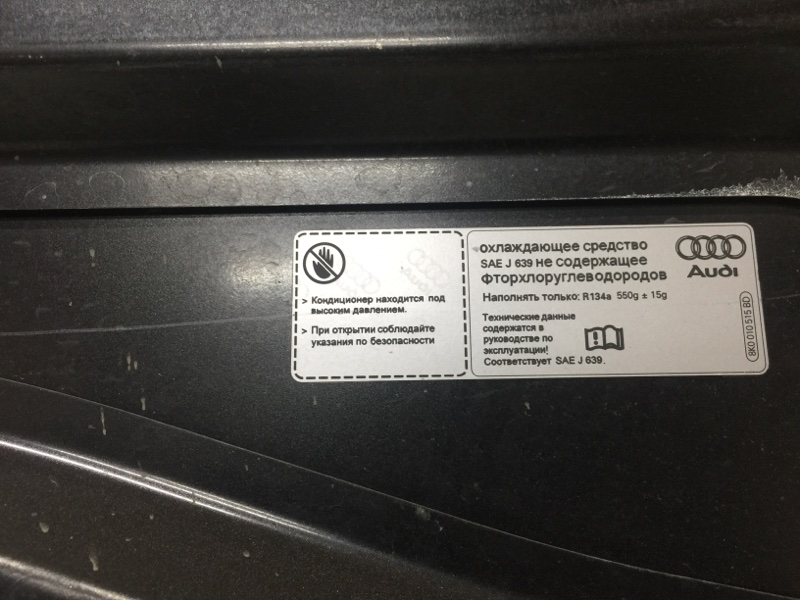 > Кондиционер находится под
высоким давлением.
> При открытии соблюдайте
указания по безопасности
охлаждающее средство
SAE J 639 не содержащее
фторхлоруглеводородов
Наполнять только: R134a 550g ± 15g
Технические данные
содержатся в
руководстве по
эксплуатации!
Соответствует SAE J 639.
Audi
8K0 010 515 BD